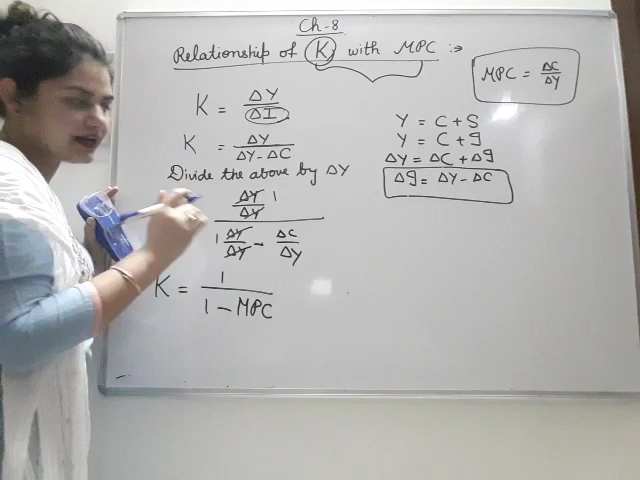 Ch-8
Relationship of K with MPC :→
MPC = ΔC/ΔY
K = ΔY/ΔI
K = ΔY/ΔY-ΔC
Divide the above by ΔY
ΔY/ΔY 1
1 ΔY/ΔY - ΔC/ΔY
K = 1/1 - MPC
Y = C + S
Y = C + I
ΔY = ΔC + ΔI
ΔI = ΔY - ΔC